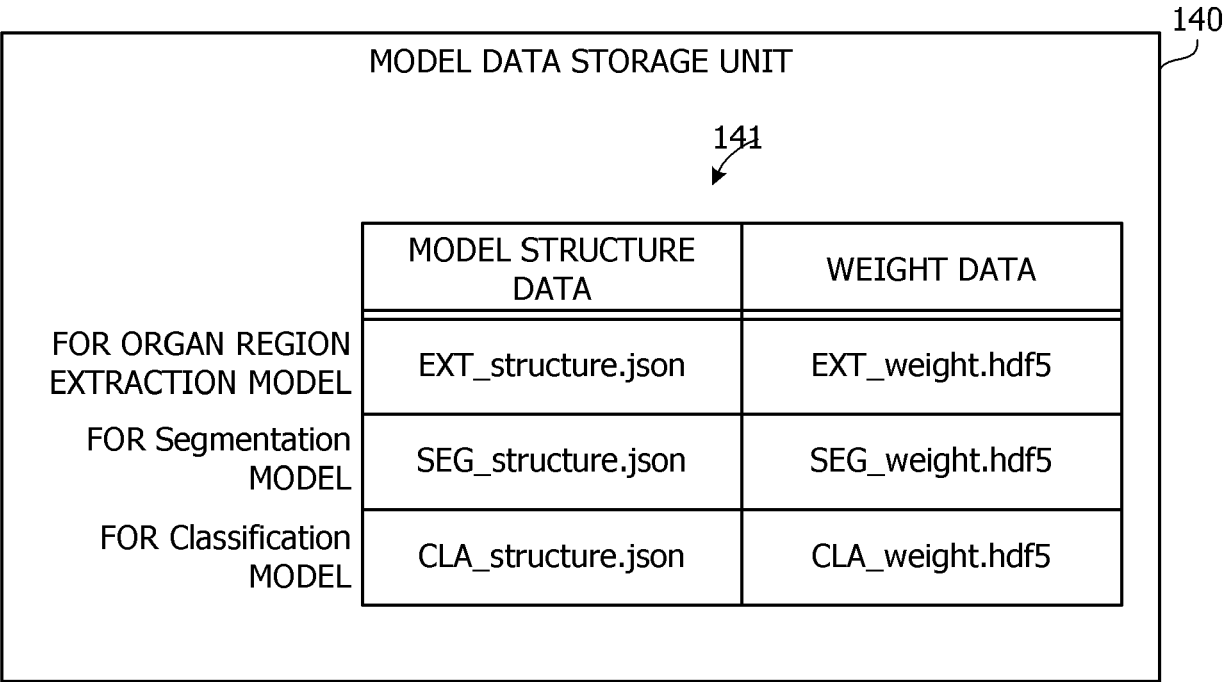 140
MODEL DATA STORAGE UNIT
141
MODEL STRUCTURE
DATA
WEIGHT DATA
FOR ORGAN REGION
EXTRACTION MODEL
EXT_structure.json
EXT_weight.hdf5
FOR Segmentation
MODEL
SEG_structure.json
SEG_weight.hdf5
FOR Classification
MODEL
CLA_structure.json
CLA_weight.hdf5